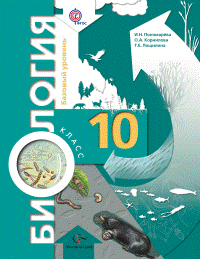 ФГОС
И.Н. Пономарёва
О.А. Корнилова
Т.Е. Лощилина
БИОЛОГИЯ
Базовый уровень
КЛАСС
10